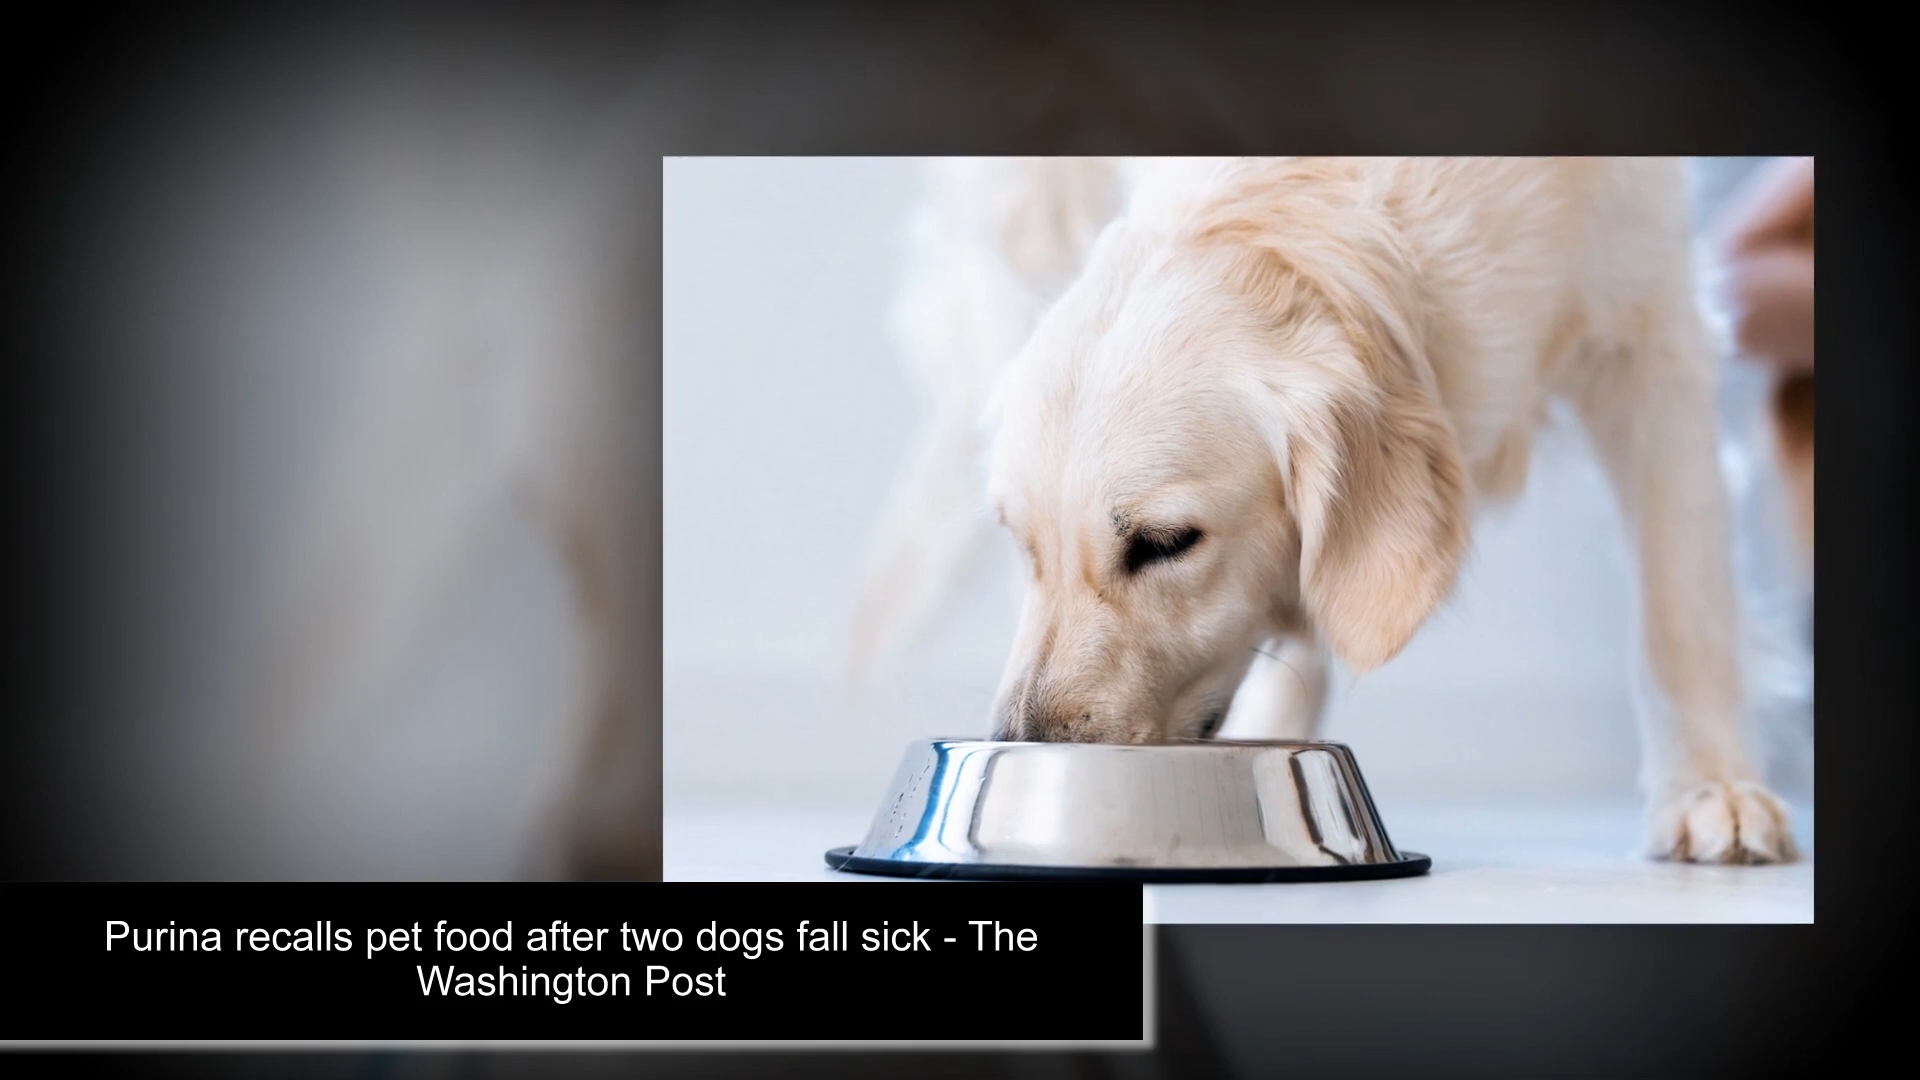 Purina recalls pet food after two dogs fall sick - The
Washington Post